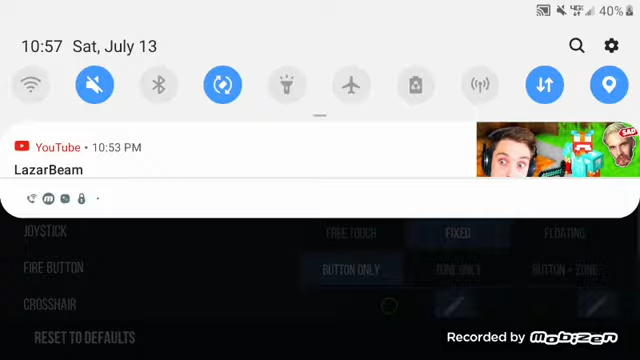 40%
10:57 Sat, July 13
YouTube • 10:53 PM
SAD
LazarBeam
JOYSTICK FREE TOUCH FIXED FLOATING
FIRE BUTTON BUTTON ONLY ZONE ONLY BUTTON + ZONE
CROSSHAIR
RESET TO DEFAULTS
Recorded by Mobizen